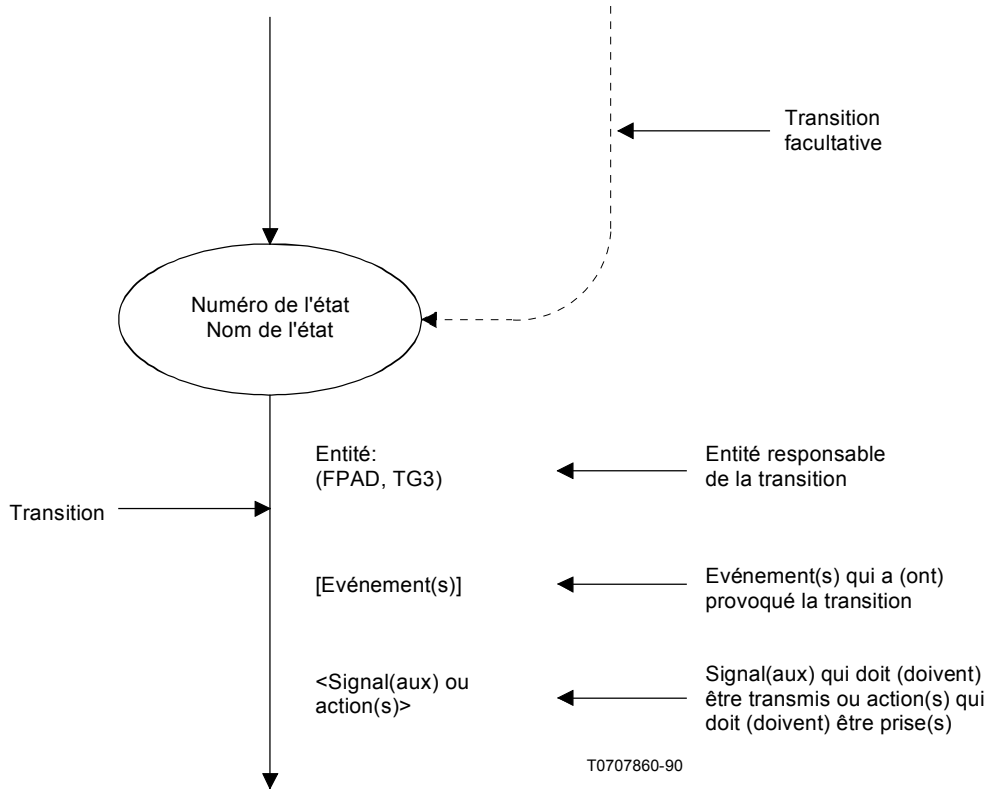 Transition
facultative
Numéro de l'état
Nom de l'état
Entité:
(FPAD, TG3)
Entité responsable
de la transition
Transition
[Evénement(s)]
Evénement(s) qui a (ont)
provoqué la transition
<Signal(aux) ou
action(s)>
Signal(aux) qui doit (doivent)
être transmis ou action(s) qui
doit (doivent) être prise(s)
T0707860-90